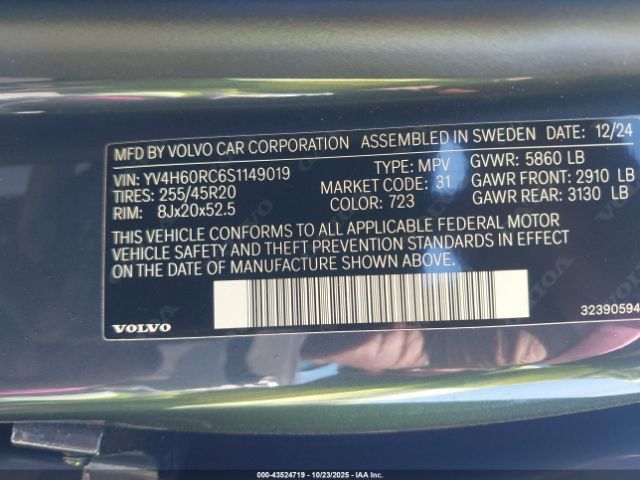 MFD BY VOLVO CAR CORPORATION ASSEMBLED IN SWEDEN DATE: 12/24
VIN: YV4H60RC6S1149019 TYPE: MPV GVWR: 5860 LB
TIRES: 255/45R20 MARKET CODE: 31 GAWR FRONT: 2910 LB
RIM: 8Jx20x52.5 COLOR: 723 GAWR REAR: 3130 LB
THIS VEHICLE CONFORMS TO ALL APPLICABLE FEDERAL MOTOR
VEHICLE SAFETY AND THEFT PREVENTION STANDARDS IN EFFECT
ON THE DATE OF MANUFACTURE SHOWN ABOVE.
VOLVO 32390594
000-43524719 | 10/23/2025 - IAA Inc.